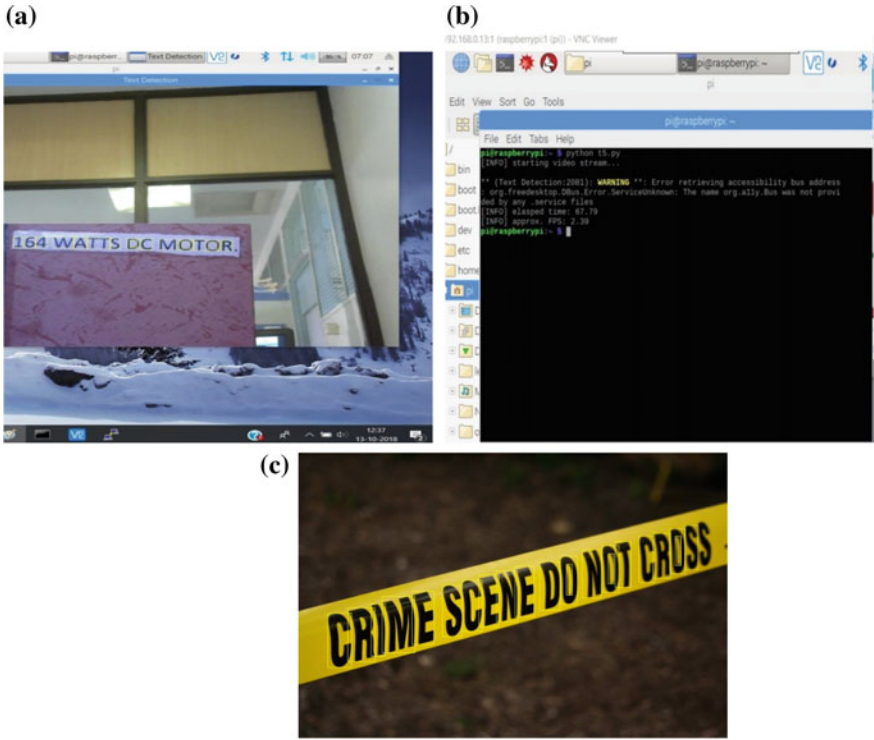 (a)
pi@raspberr...
Text Detection
07:07
pi
Text Detection
164 WATTS DC MOTOR.
12:37
13-10-2018
(b)
/92.168.0.13:1 (raspberrypi:1 (pi)) - VNC Viewer
pi
pi@raspberrypi: ~
pi
Edit View Sort Go Tools
pi@raspberrypi: ~
File Edit Tabs Help
pi@raspberrypi:~ $ python t5.py
[INFO] starting video stream...
** (Text Detection:2081): WARNING **: Error retrieving accessibility bus address
: org.freedesktop.DBus.Error.ServiceUnknown: The name org.a11y.Bus was not provi
ded by any .service files
[INFO] elasped time: 67.79
[INFO] approx. FPS: 2.39
pi@raspberrypi:~ $
/
bin
boot
boot.
dev
etc
home
pi
(c)
CRIME SCENE DO NOT CROSS